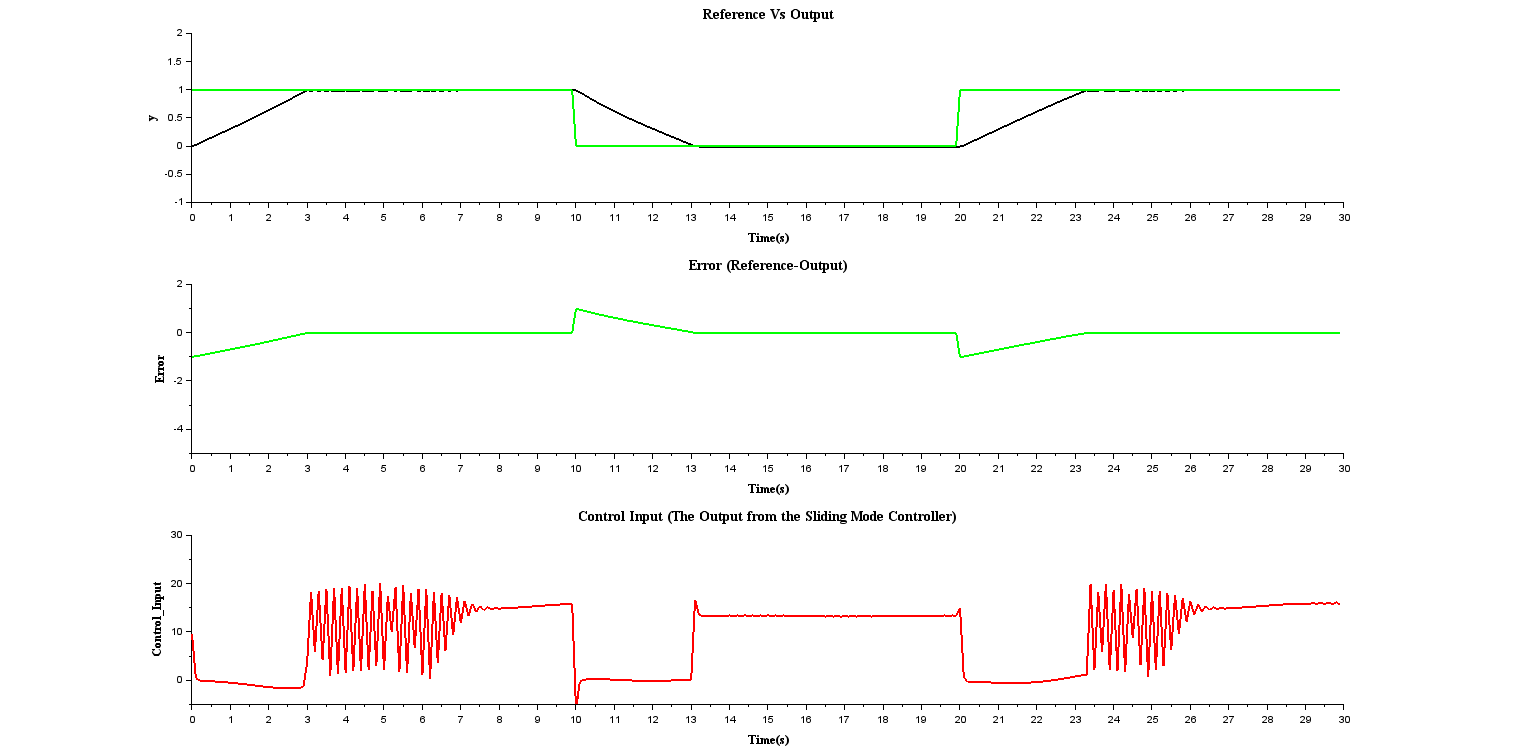 Reference Vs Output
2
1.5
1
0.5
0
-0.5
-1
y
0 1 2 3 4 5 6 7 8 9 10 11 12 13 14 15 16 17 18 19 20 21 22 23 24 25 26 27 28 29 30
Time(s)
Error (Reference-Output)
2
0
-2
-4
Error
0 1 2 3 4 5 6 7 8 9 10 11 12 13 14 15 16 17 18 19 20 21 22 23 24 25 26 27 28 29 30
Time(s)
Control Input (The Output from the Sliding Mode Controller)
30
20
10
0
Control_Input
0 1 2 3 4 5 6 7 8 9 10 11 12 13 14 15 16 17 18 19 20 21 22 23 24 25 26 27 28 29 30
Time(s)